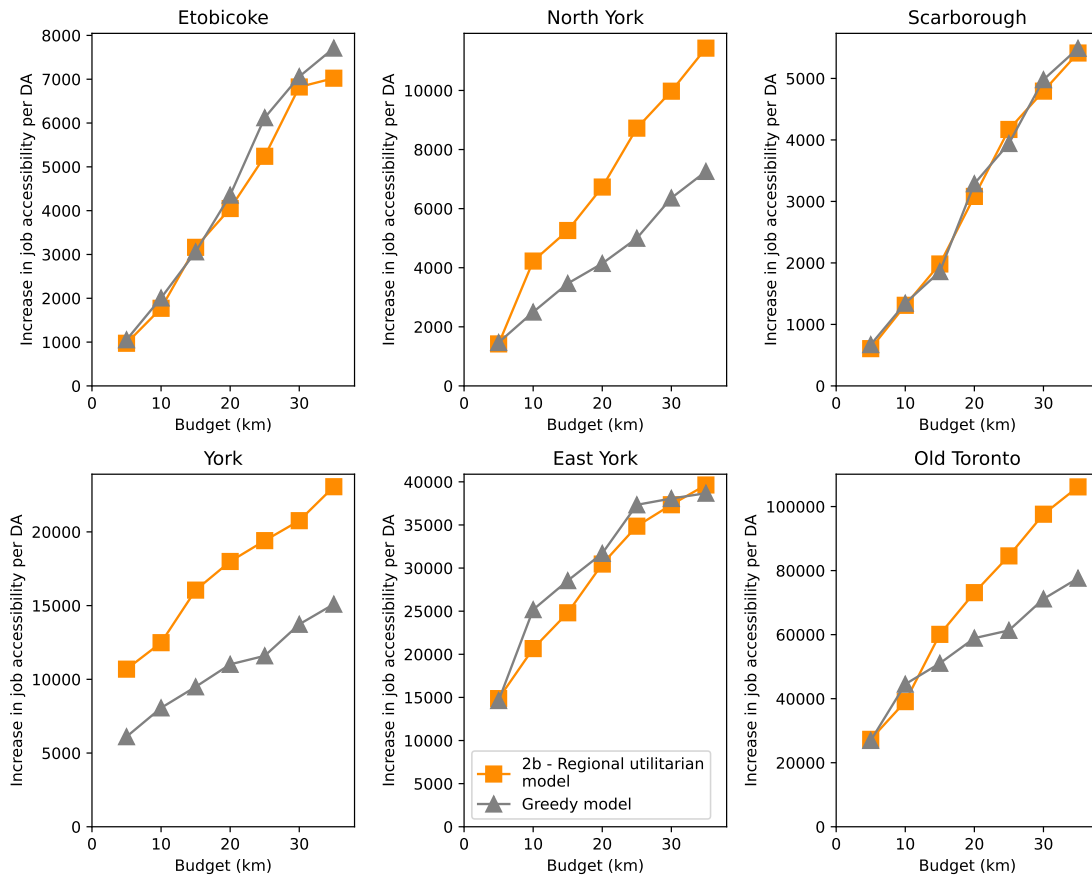 Etobicoke
Increase in job accessibility per DA
8000
7000
6000
5000
4000
3000
2000
1000
0
0 10 20 30
Budget (km)
North York
Increase in job accessibility per DA
10000
8000
6000
4000
2000
0
0 10 20 30
Budget (km)
Scarborough
Increase in job accessibility per DA
5000
4000
3000
2000
1000
0
0 10 20 30
Budget (km)
York
Increase in job accessibility per DA
20000
15000
10000
5000
0
0 10 20 30
Budget (km)
East York
Increase in job accessibility per DA
40000
35000
30000
25000
20000
15000
10000
5000
0
2b - Regional utilitarian
model
Greedy model
0 10 20 30
Budget (km)
Old Toronto
Increase in job accessibility per DA
100000
80000
60000
40000
20000
0
0 10 20 30
Budget (km)